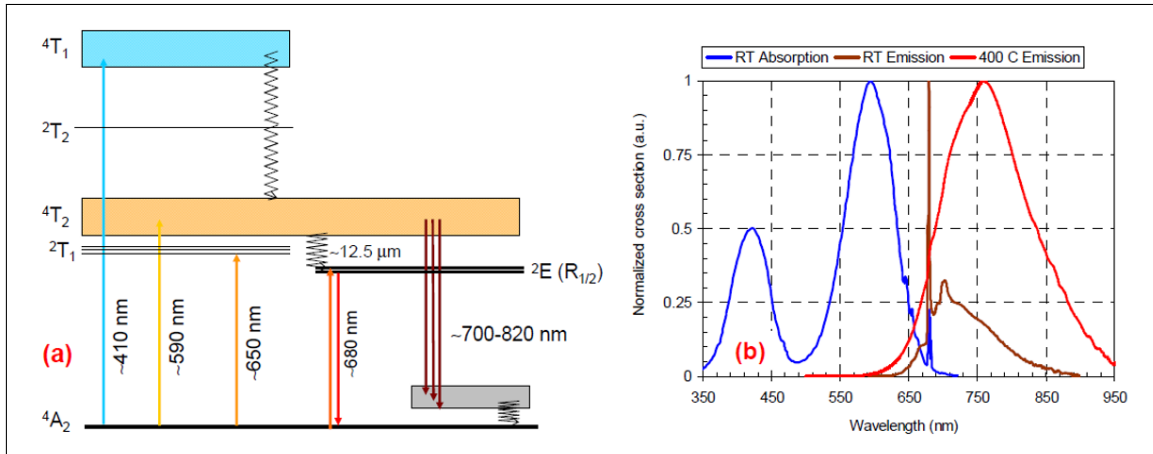 ⁴T₁
²T₂
⁴T₂
²T₁
~12.5 μm
²E (R₁/₂)
(a)
~410 nm
~590 nm
~650 nm
~680 nm
~700-820 nm
⁴A₂
RT Absorption RT Emission 400 C Emission
Normalized cross section (a.u.)
1
0.75
0.5
0.25
0
(b)
350 450 550 650 750 850 950
Wavelength (nm)